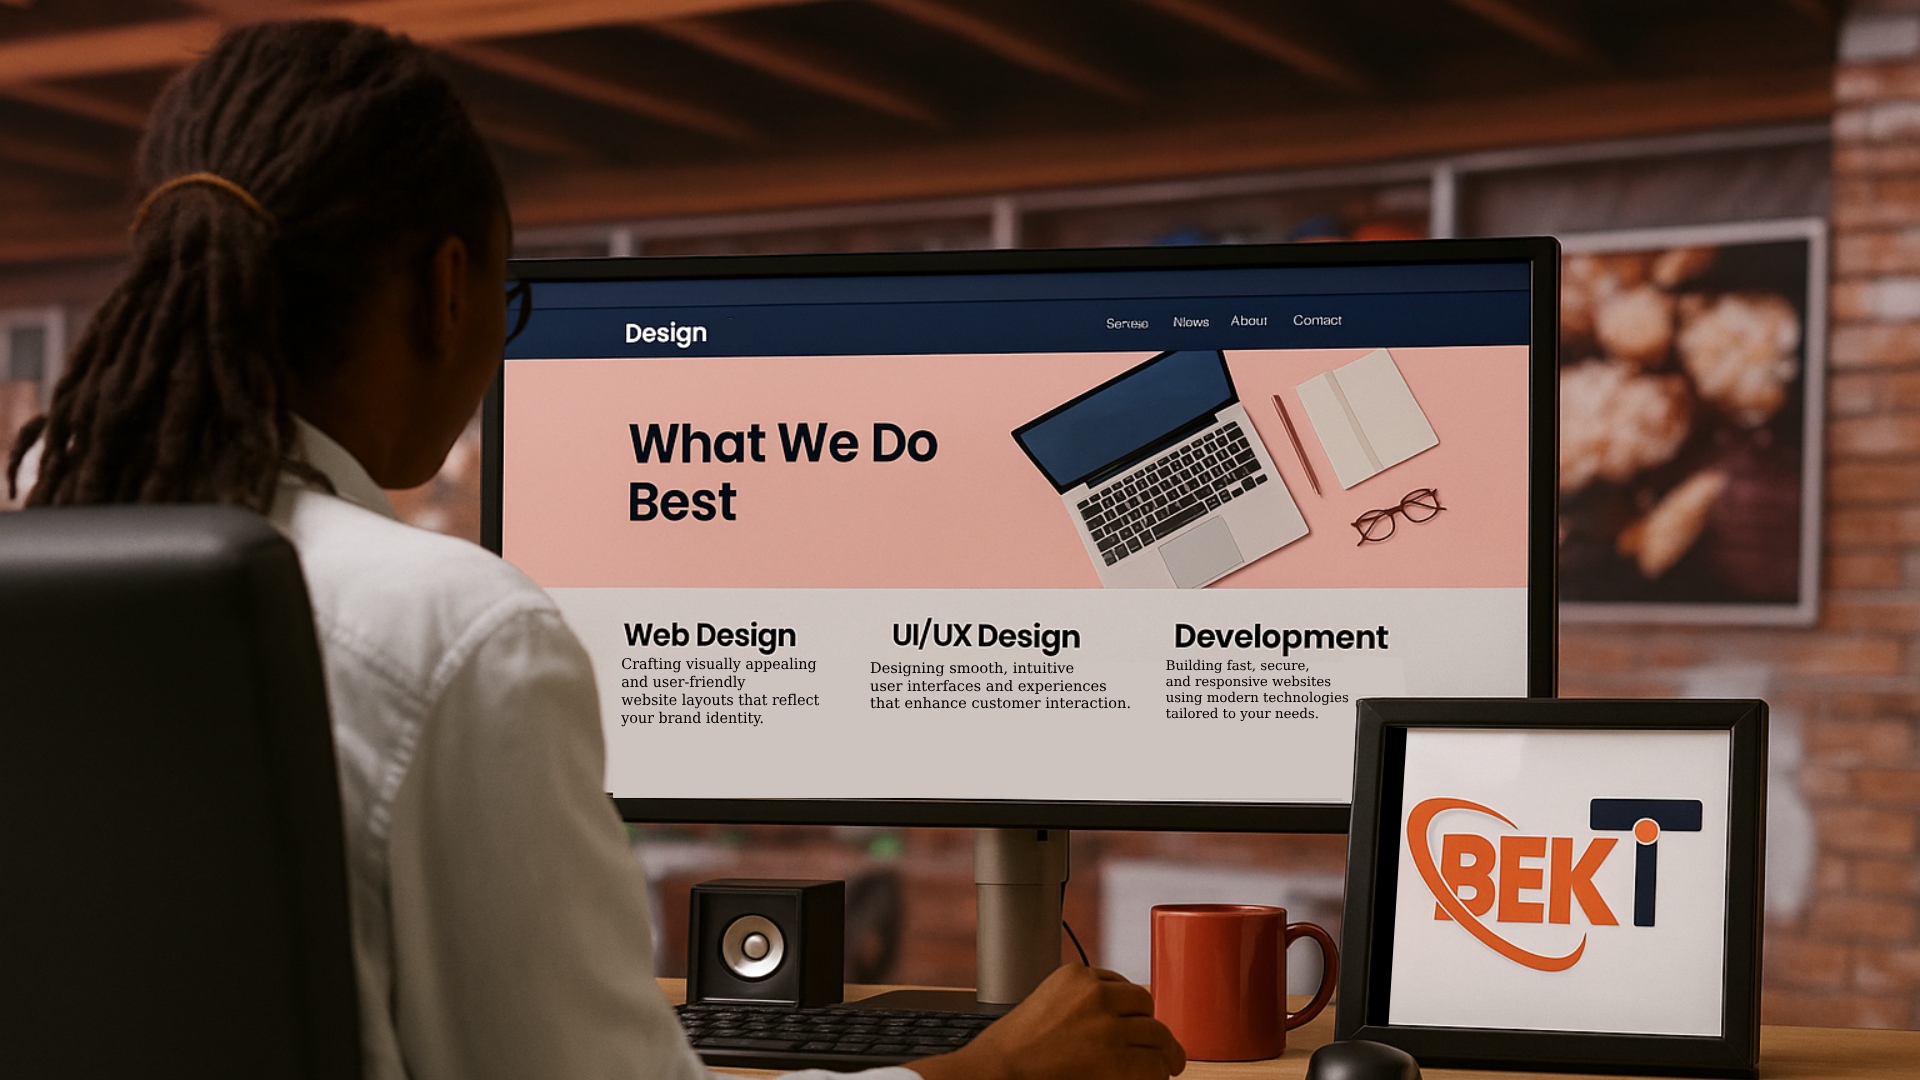 Design
News About Contact
What We Do
Best
Web Design
Crafting visually appealing
and user-friendly
website layouts that reflect
your brand identity.
UI/UX Design
Designing smooth, intuitive
user interfaces and experiences
that enhance customer interaction.
Development
Building fast, secure,
and responsive websites
using modern technologies
tailored to your needs.
BEKT